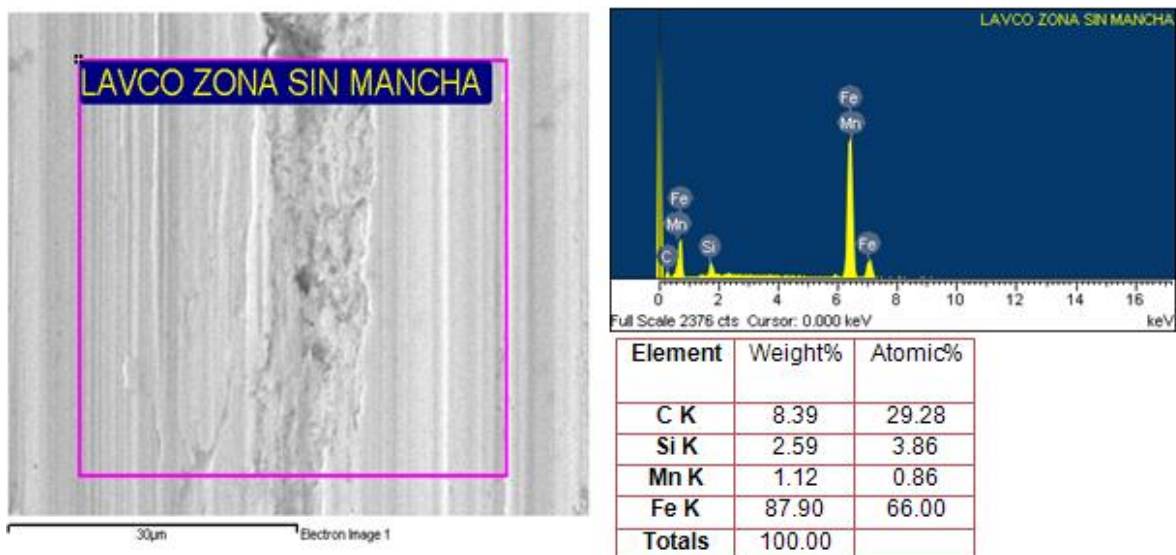 LAVCO ZONA SIN MANCHA
30µm Electron Image 1
LAVCO ZONA SIN MANCHA
Fe
Mn
Fe
Mn
C
Si
Fe
0 2 4 6 8 10 12 14 16
Full Scale 2376 cts Cursor: 0.000 keV keV
Element Weight% Atomic%
C K 8.39 29.28
Si K 2.59 3.86
Mn K 1.12 0.86
Fe K 87.90 66.00
Totals 100.00